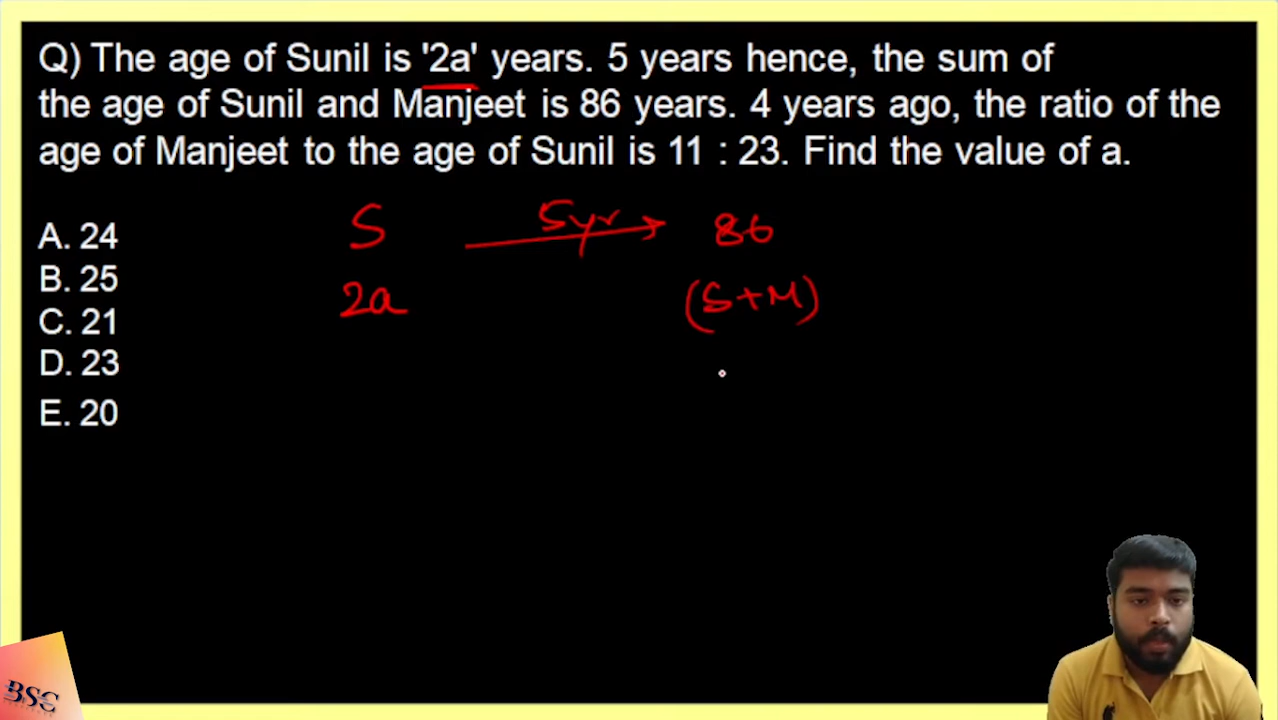 Q) The age of Sunil is '2a' years. 5 years hence, the sum of
the age of Sunil and Manjeet is 86 years. 4 years ago, the ratio of the
age of Manjeet to the age of Sunil is 11 : 23. Find the value of a.
A. 24
B. 25
C. 21
D. 23
E. 20
S 5yr 86
2a (S+M)
BSC